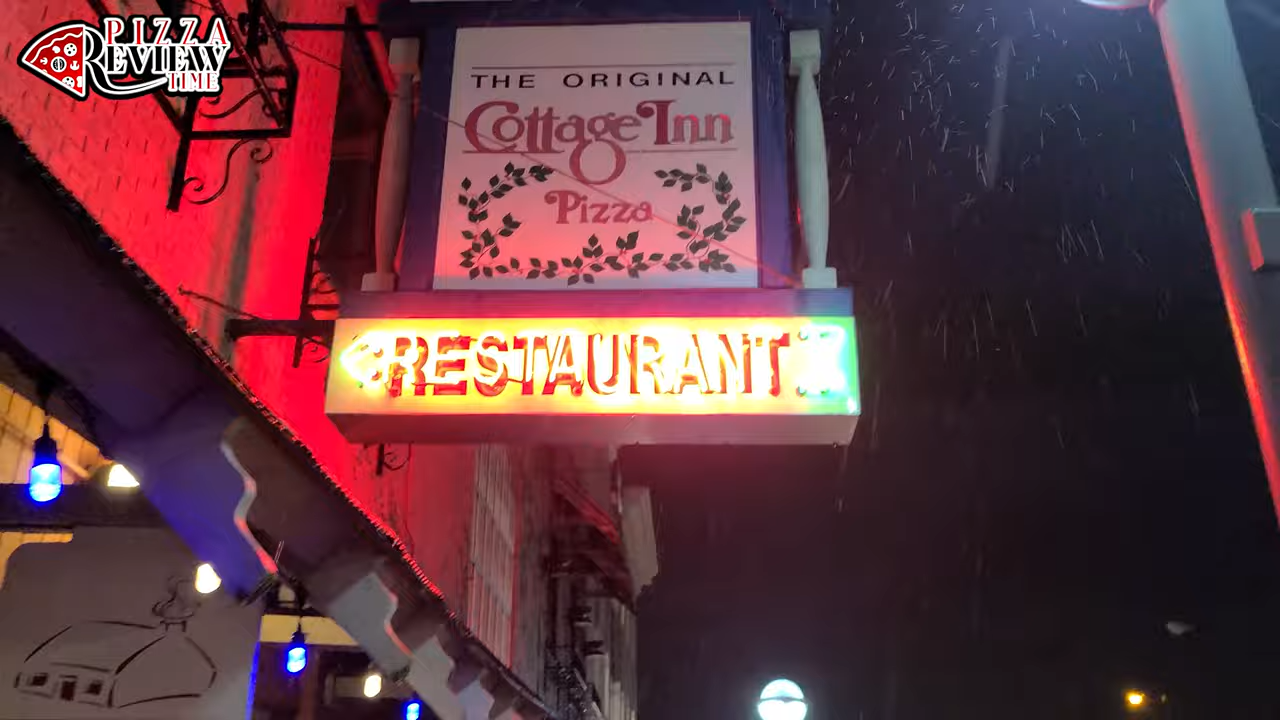 PIZZA
REVIEW
TIME
THE ORIGINAL
Cottage Inn
Pizza
RESTAURANT